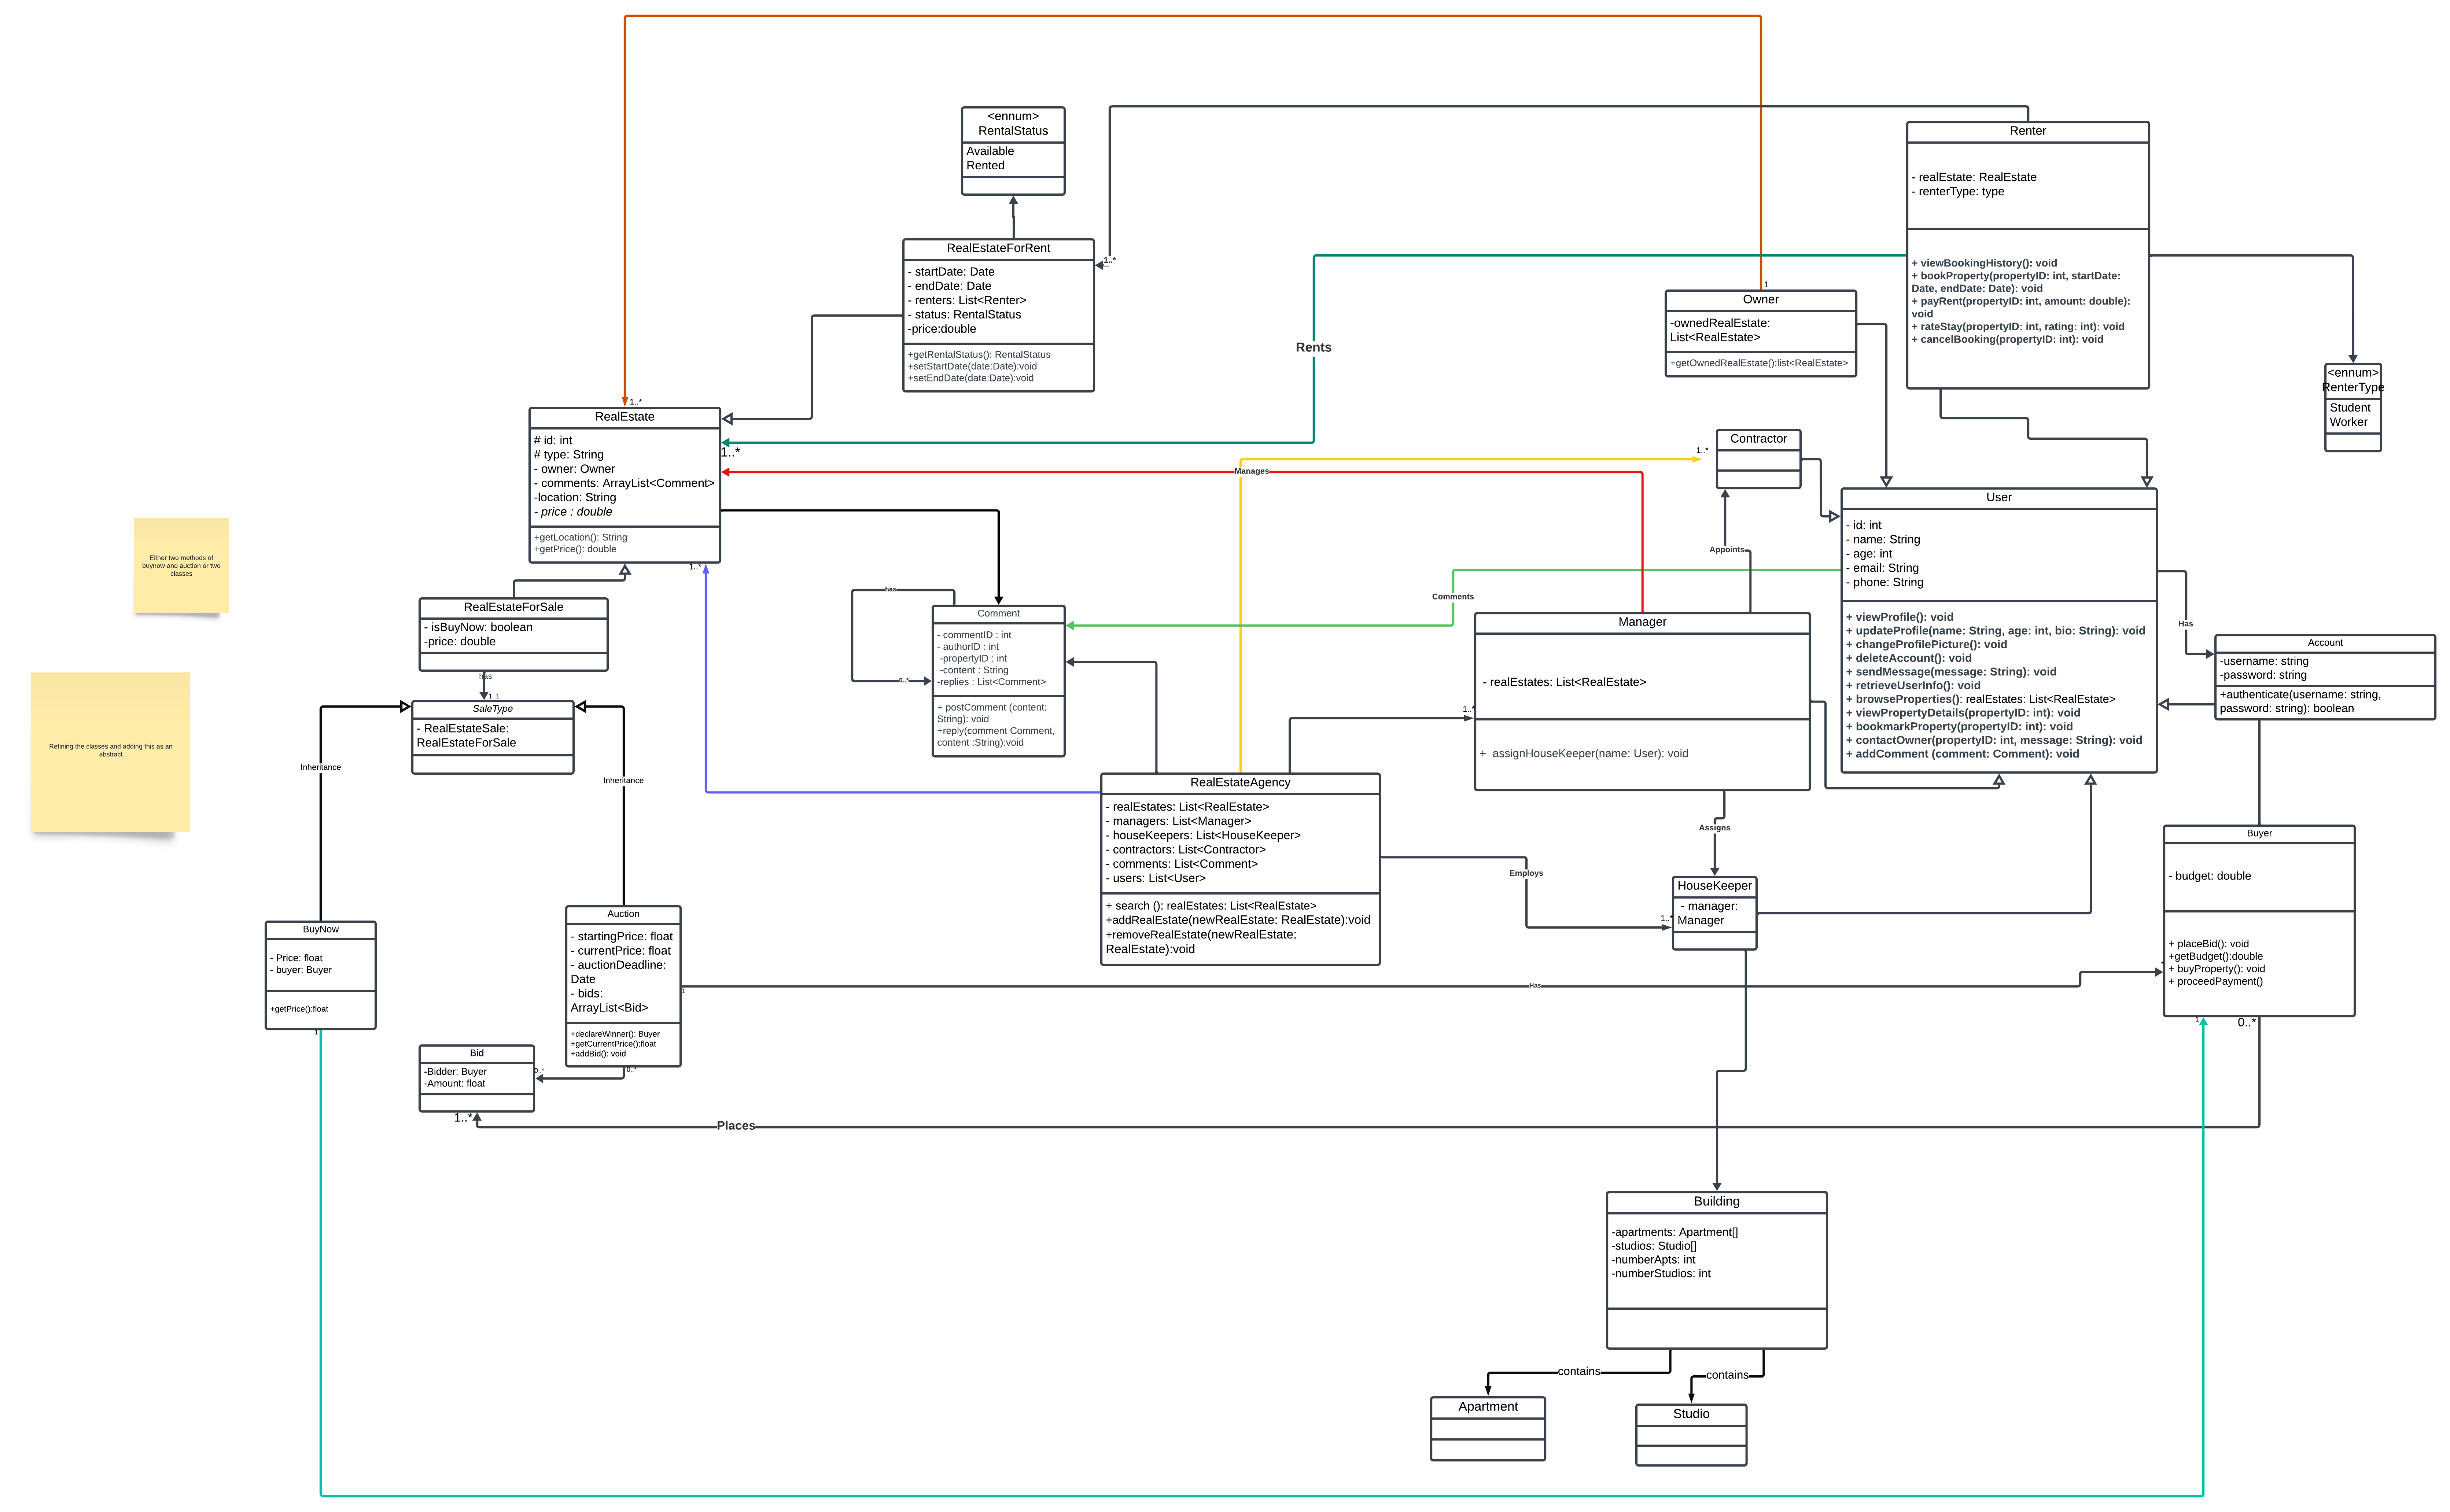 <ennum>
RentalStatus
Available
Rented
RealEstateForRent
- startDate: Date
- endDate: Date
- renters: List<Renter>
- status: RentalStatus
-price:double
+getRentalStatus(): RentalStatus
+setStartDate(date:Date):void
+setEndDate(date:Date):void
1..*
Renter
- realEstate: RealEstate
- renterType: type
+ viewBookingHistory(): void
+ bookProperty(propertyID: int, startDate:
Date, endDate: Date): void
+ payRent(propertyID: int, amount: double):
void
+ rateStay(propertyID: int, rating: int): void
+ cancelBooking(propertyID: int): void
1
Owner
-ownedRealEstate:
List<RealEstate>
+getOwnedRealEstate():list<RealEstate>
Rents
<ennum>
RenterType
Student
Worker
1..*
RealEstate
# id: int
# type: String
- owner: Owner
- comments: ArrayList<Comment>
-location: String
- price : double
+getLocation(): String
+getPrice(): double
1..*
1..*
Manages
1..*
Contractor
Appoints
User
- id: int
- name: String
- age: int
- email: String
- phone: String
+ viewProfile(): void
+ updateProfile(name: String, age: int, bio: String): void
+ changeProfilePicture(): void
+ deleteAccount(): void
+ sendMessage(message: String): void
+ retrieveUserInfo(): void
+ browseProperties(): realEstates: List<RealEstate>
+ viewPropertyDetails(propertyID: int): void
+ bookmarkProperty(propertyID: int): void
+ contactOwner(propertyID: int, message: String): void
+ addComment (comment: Comment): void
Has
Account
-username: string
-password: string
+authenticate(username: string,
password: string): boolean
Either two methods of
buynow and auction or two
classes
Refining the classes and adding this as an
abstract
RealEstateForSale
- isBuyNow: boolean
-price: double
has
1..1
SaleType
- RealEstateSale:
RealEstateForSale
Inheritance
Inheritance
has
0..*
Comment
- commentID : int
- authorID : int
-propertyID : int
-content : String
-replies : List<Comment>
+ postComment (content:
String): void
+reply(comment Comment,
content :String):void
Comments
Manager
- realEstates: List<RealEstate>
+ assignHouseKeeper(name: User): void
1..*
RealEstateAgency
- realEstates: List<RealEstate>
- managers: List<Manager>
- houseKeepers: List<HouseKeeper>
- contractors: List<Contractor>
- comments: List<Comment>
- users: List<User>
+ search (): realEstates: List<RealEstate>
+addRealEstate(newRealEstate: RealEstate):void
+removeRealEstate(newRealEstate:
RealEstate):void
Employs
Assigns
1..*
HouseKeeper
- manager:
Manager
Buyer
- budget: double
+ placeBid(): void
+getBudget():double
+ buyProperty(): void
+ proceedPayment()
BuyNow
- Price: float
- buyer: Buyer
+getPrice():float
1
Auction
- startingPrice: float
- currentPrice: float
- auctionDeadline:
Date
- bids:
ArrayList<Bid>
+declareWinner(): Buyer
+getCurrentPrice():float
+addBid(): void
1
Has
*
1
0..*
0..*
0..*
Bid
-Bidder: Buyer
-Amount: float
1..*
Places
Building
-apartments: Apartment[]
-studios: Studio[]
-numberApts: int
-numberStudios: int
contains
contains
Apartment
Studio